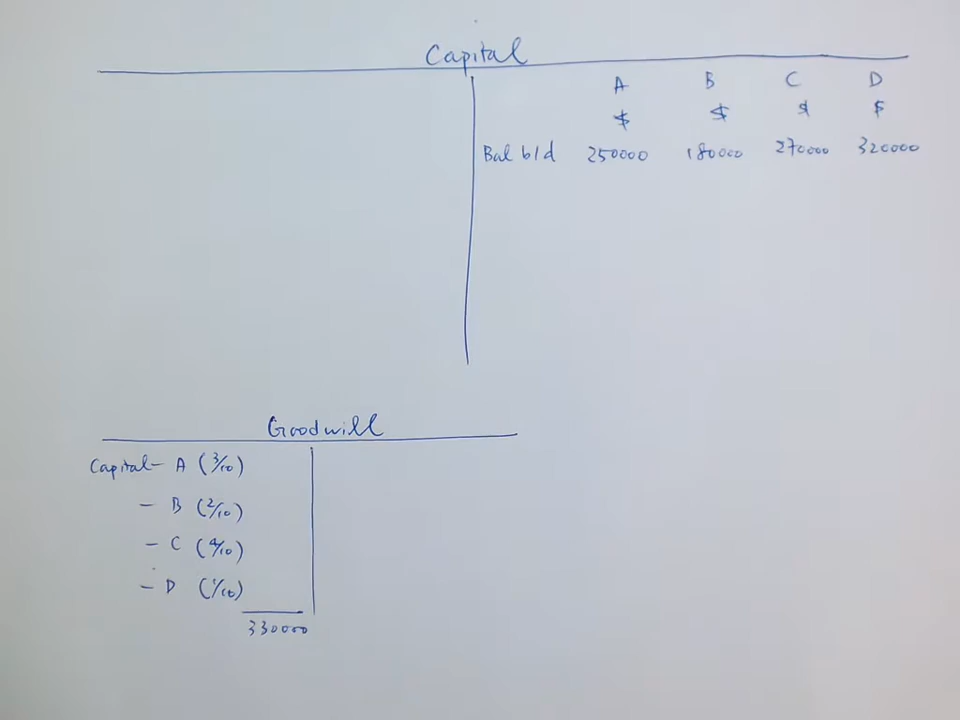 Capital
A B C D
$ $ $ $
Bal b/d 250000 180000 270000 320000
Goodwill
Capital - A (3/10)
- B (2/10)
- C (4/10)
- D (1/10)
330000